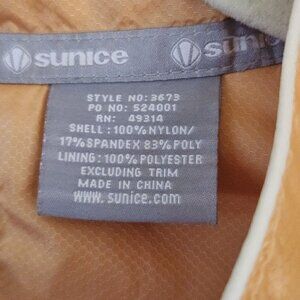 sunice sunice
STYLE NO: 3673
PO NO: 524001
RN: 49314
SHELL: 100% NYLON/
17% SPANDEX 83% POLY
LINING: 100% POLYESTER
EXCLUDING TRIM
MADE IN CHINA
www.sunice.com